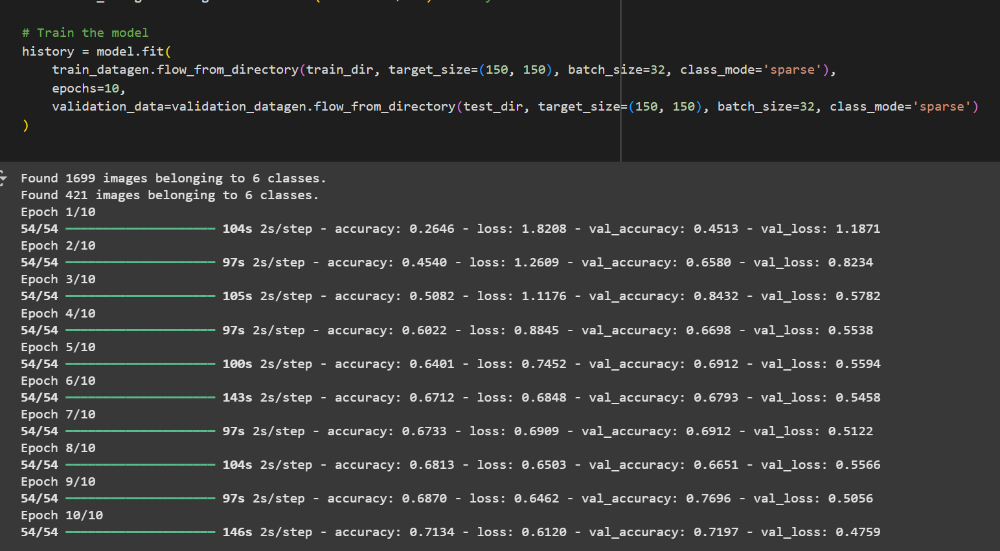 # Train the model
history = model.fit(
    train_datagen.flow_from_directory(train_dir, target_size=(150, 150), batch_size=32, class_mode='sparse'),
    epochs=10,
    validation_data=validation_datagen.flow_from_directory(test_dir, target_size=(150, 150), batch_size=32, class_mode='sparse')
)
Found 1699 images belonging to 6 classes.
Found 421 images belonging to 6 classes.
Epoch 1/10
54/54 104s 2s/step - accuracy: 0.2646 - loss: 1.8208 - val_accuracy: 0.4513 - val_loss: 1.1871
Epoch 2/10
54/54 97s 2s/step - accuracy: 0.4540 - loss: 1.2609 - val_accuracy: 0.6580 - val_loss: 0.8234
Epoch 3/10
54/54 105s 2s/step - accuracy: 0.5082 - loss: 1.1176 - val_accuracy: 0.8432 - val_loss: 0.5782
Epoch 4/10
54/54 97s 2s/step - accuracy: 0.6022 - loss: 0.8845 - val_accuracy: 0.6698 - val_loss: 0.5538
Epoch 5/10
54/54 100s 2s/step - accuracy: 0.6401 - loss: 0.7452 - val_accuracy: 0.6912 - val_loss: 0.5594
Epoch 6/10
54/54 143s 2s/step - accuracy: 0.6712 - loss: 0.6848 - val_accuracy: 0.6793 - val_loss: 0.5458
Epoch 7/10
54/54 97s 2s/step - accuracy: 0.6733 - loss: 0.6909 - val_accuracy: 0.6912 - val_loss: 0.5122
Epoch 8/10
54/54 104s 2s/step - accuracy: 0.6813 - loss: 0.6503 - val_accuracy: 0.6651 - val_loss: 0.5566
Epoch 9/10
54/54 97s 2s/step - accuracy: 0.6870 - loss: 0.6462 - val_accuracy: 0.7696 - val_loss: 0.5056
Epoch 10/10
54/54 146s 2s/step - accuracy: 0.7134 - loss: 0.6120 - val_accuracy: 0.7197 - val_loss: 0.4759